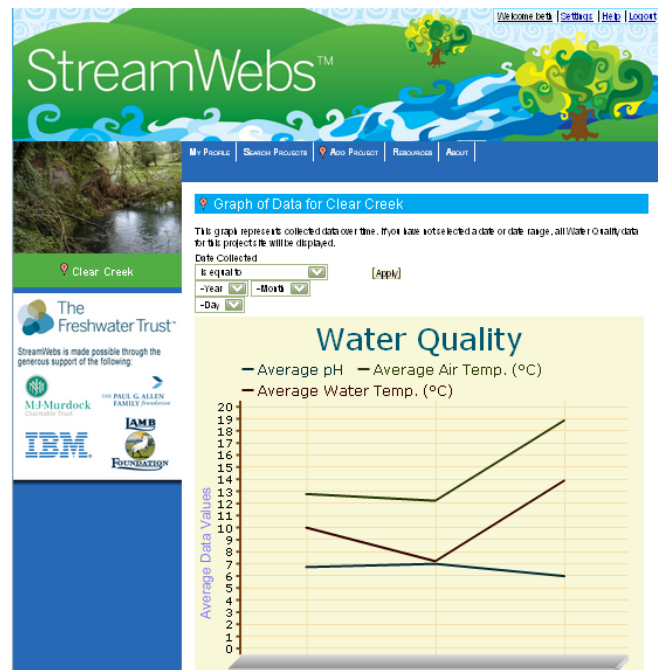 Welcome beth | Settings | Help | Logout
StreamWebs™
My Profile | Search Projects | Add Project | Resources | About
Graph of Data for Clear Creek
This graph represents collected data over time. If you have not selected a date or date range, all Water Quality data
for this project site will be displayed.
Date Collected
Is equal to
[Apply]
-Year -Month
-Day
Clear Creek
The
Freshwater Trust™
StreamWebs is made possible through the
generous support of the following:
M·J·Murdock
Charitable Trust
THE PAUL G. ALLEN
FAMILY foundation
IBM.
LAMB
FOUNDATION
Water Quality
Average pH Average Air Temp. (ºC)
Average Water Temp. (ºC)
Average Data Values
20
19
18
17
16
15
14
13
12
11
10
9
8
7
6
5
4
3
2
1
0